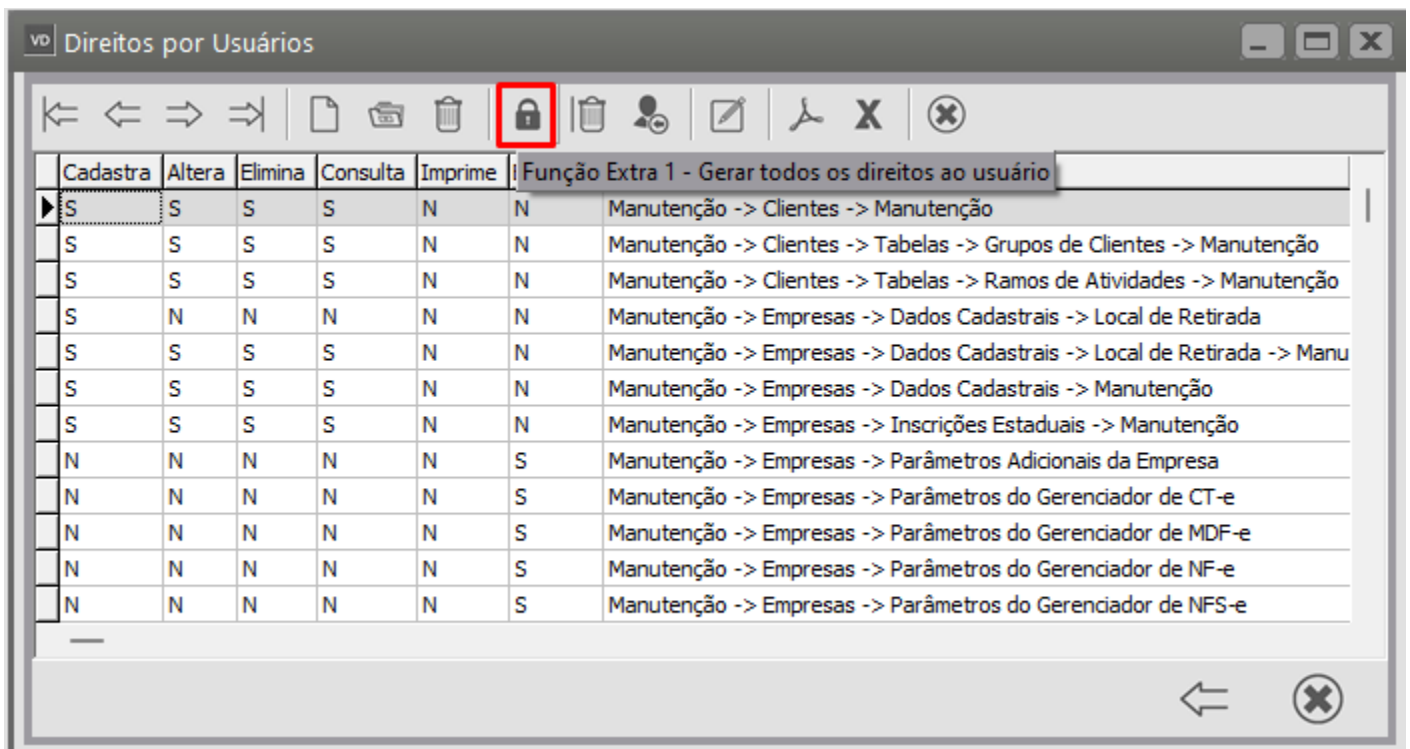 VD Direitos por Usuários
X
Cadastra Altera Elimina Consulta Imprime
Função Extra 1 - Gerar todos os direitos ao usuário
S S S S N N Manutenção -> Clientes -> Manutenção
S S S S N N Manutenção -> Clientes -> Tabelas -> Grupos de Clientes -> Manutenção
S S S S N N Manutenção -> Clientes -> Tabelas -> Ramos de Atividades -> Manutenção
S N N N N N Manutenção -> Empresas -> Dados Cadastrais -> Local de Retirada
S S S S N N Manutenção -> Empresas -> Dados Cadastrais -> Local de Retirada -> Manu
S S S S N N Manutenção -> Empresas -> Dados Cadastrais -> Manutenção
S S S S N N Manutenção -> Empresas -> Inscrições Estaduais -> Manutenção
N N N N N S Manutenção -> Empresas -> Parâmetros Adicionais da Empresa
N N N N N S Manutenção -> Empresas -> Parâmetros do Gerenciador de CT-e
N N N N N S Manutenção -> Empresas -> Parâmetros do Gerenciador de MDF-e
N N N N N S Manutenção -> Empresas -> Parâmetros do Gerenciador de NF-e
N N N N N S Manutenção -> Empresas -> Parâmetros do Gerenciador de NFS-e